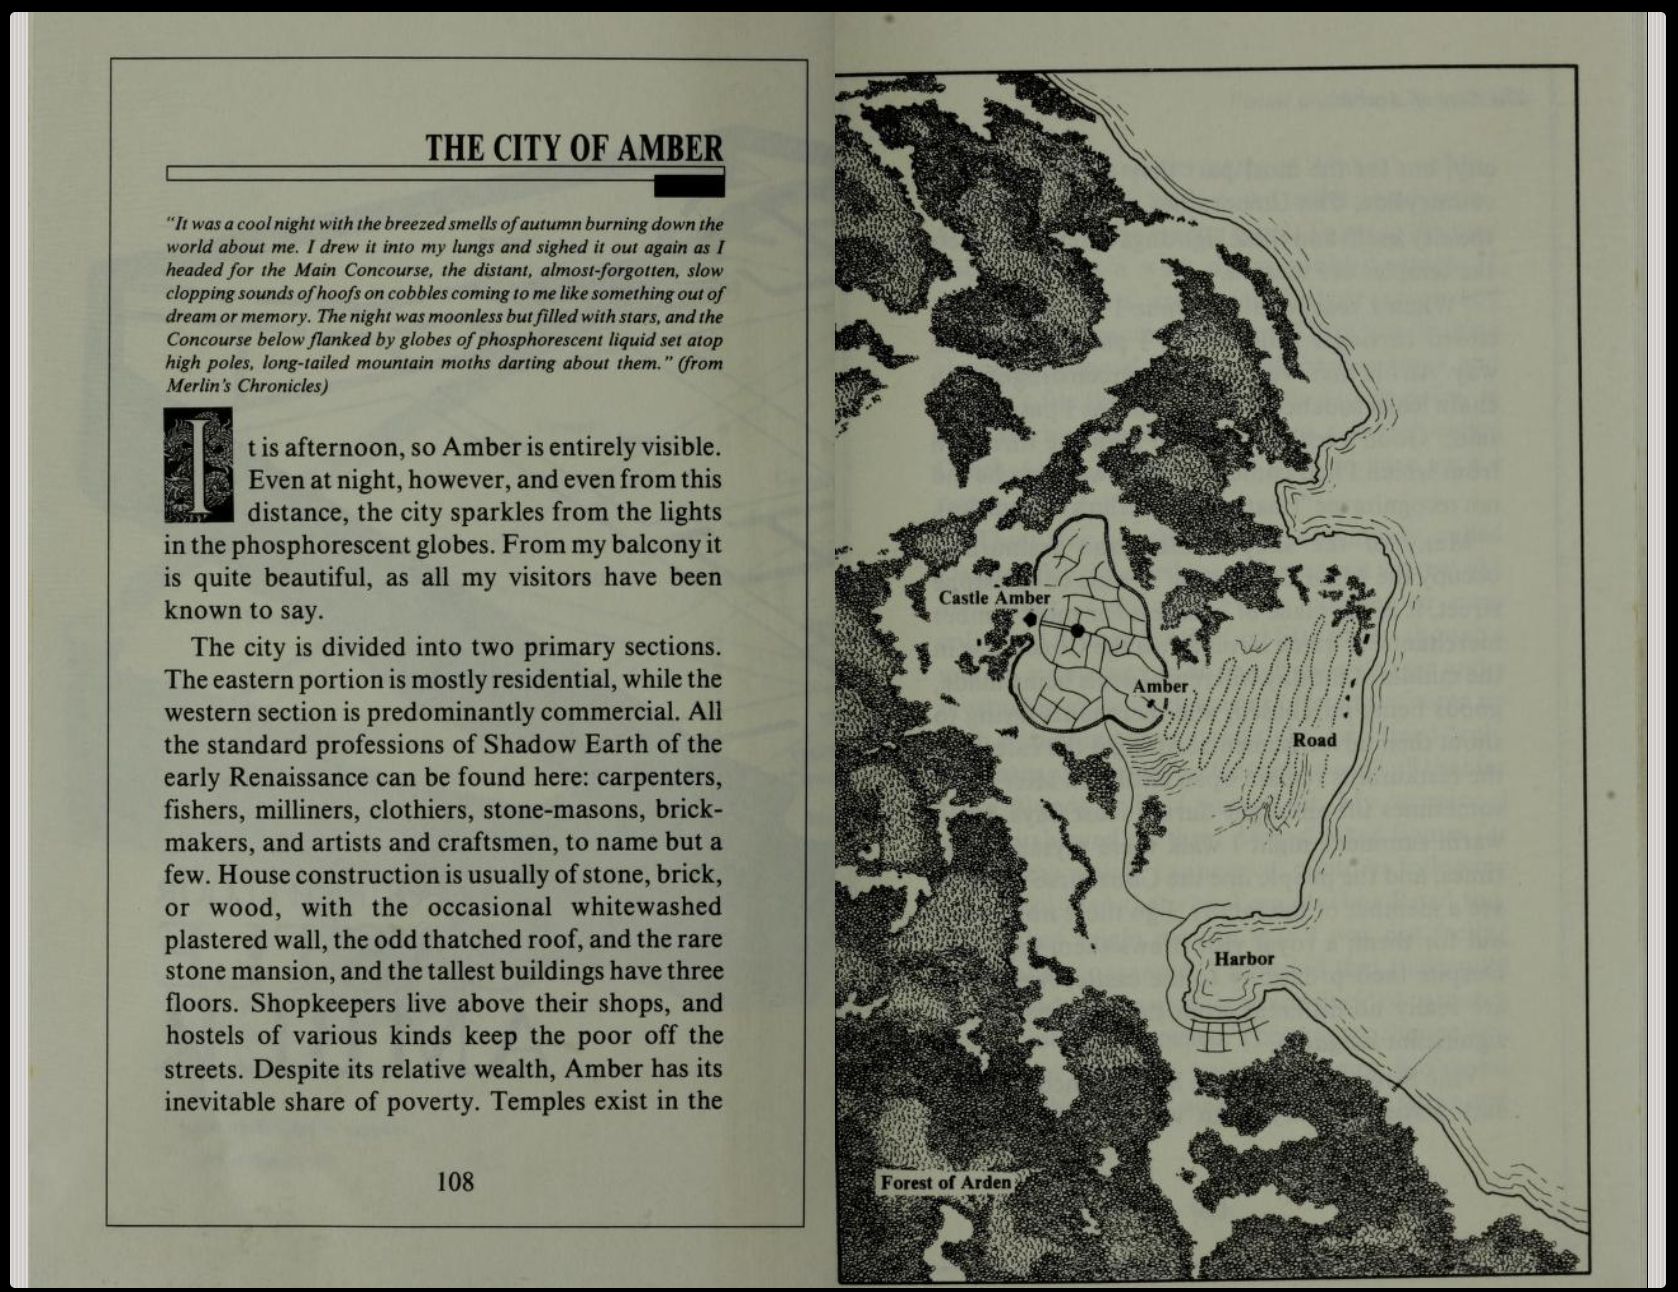 THE CITY OF AMBER
"It was a cool night with the breezed smells of autumn burning down the
world about me. I drew it into my lungs and sighed it out again as I
headed for the Main Concourse, the distant, almost-forgotten, slow
clopping sounds of hoofs on cobbles coming to me like something out of
dream or memory. The night was moonless but filled with stars, and the
Concourse below flanked by globes of phosphorescent liquid set atop
high poles, long-tailed mountain moths darting about them." (from
Merlin's Chronicles)
It is afternoon, so Amber is entirely visible.
Even at night, however, and even from this
distance, the city sparkles from the lights
in the phosphorescent globes. From my balcony it
is quite beautiful, as all my visitors have been
known to say.
The city is divided into two primary sections.
The eastern portion is mostly residential, while the
western section is predominantly commercial. All
the standard professions of Shadow Earth of the
early Renaissance can be found here: carpenters,
fishers, milliners, clothiers, stone-masons, brick-
makers, and artists and craftsmen, to name but a
few. House construction is usually of stone, brick,
or wood, with the occasional whitewashed
plastered wall, the odd thatched roof, and the rare
stone mansion, and the tallest buildings have three
floors. Shopkeepers live above their shops, and
hostels of various kinds keep the poor off the
streets. Despite its relative wealth, Amber has its
inevitable share of poverty. Temples exist in the
108
Castle Amber
Amber
Road
Harbor
Forest of Arden